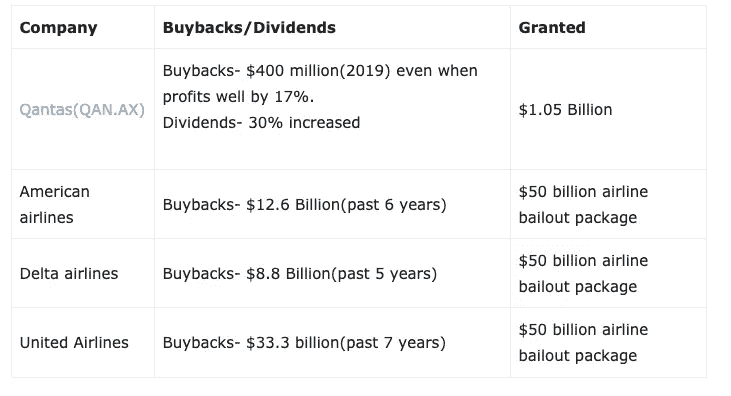 Company Buybacks/Dividends Granted
Qantas(QAN.AX)
Buybacks- $400 million(2019) even when
profits well by 17%.
Dividends- 30% increased
$1.05 Billion
American
airlines
Buybacks- $12.6 Billion(past 6 years)
$50 billion airline
bailout package
Delta airlines
Buybacks- $8.8 Billion(past 5 years)
$50 billion airline
bailout package
United Airlines
Buybacks- $33.3 billion(past 7 years)
$50 billion airline
bailout package